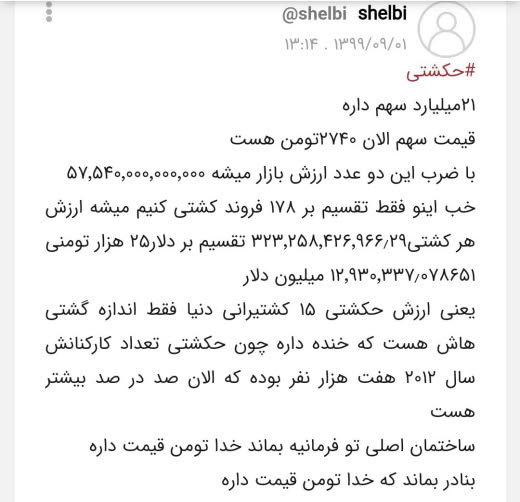 shelbi @shelbi
۱۳۹۹/۰۹/۰۱ . ۱۳:۱۴
#حکشتی
۲۱میلیارد سهم داره
قیمت سهم الان ۲۷۴۰تومن هست
با ضرب این دو عدد ارزش بازار میشه ۵۷,۵۴۰,۰۰۰,۰۰۰,۰۰۰
خب اینو فقط تقسیم بر ۱۷۸ فروند کشتی کنیم میشه ارزش
هر کشتی۳۲۳,۲۵۸,۴۲۶,۹۶۶٫۲۹ تقسیم بر دلار۲۵ هزار تومنی
۱۲,۹۳۰,۳۳۷٫۰۷۸۶۵۱ میلیون دلار
یعنی ارزش حکشتی ۱۵ کشتیرانی دنیا فقط اندازه گشتی
هاش هست که خنده داره چون حکشتی تعداد کارکنانش
سال ۲۰۱۲ هفت هزار نفر بوده که الان صد در صد بیشتر
هست
ساختمان اصلی تو فرمانیه بماند خدا تومن قیمت داره
بنادر بماند که خدا تومن قیمت داره